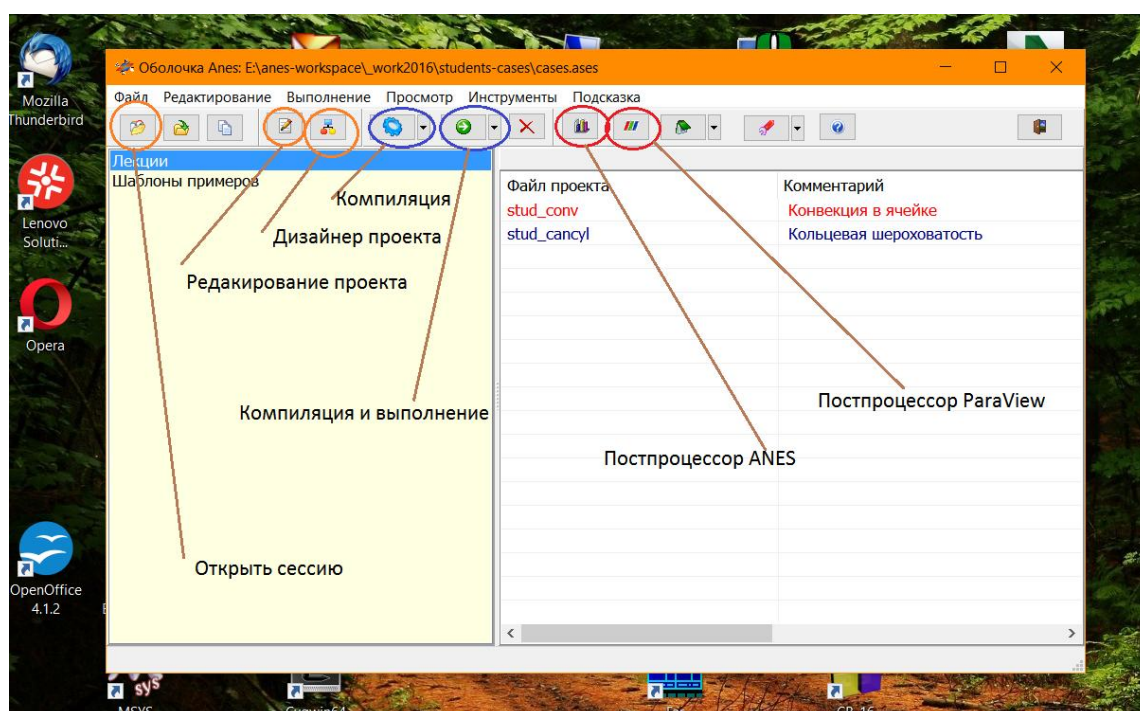 Mozilla
Thunderbird
Lenovo
Soluti...
Opera
OpenOffice
4.1.2
Оболочка Anes: E:\anes-workspace\_work2016\students-cases\cases.ases
Файл Редактирование Выполнение Просмотр Инструменты Подсказка
Лекции
Шаблоны примеров
Файл проекта Комментарий
stud_conv Конвекция в ячейке
stud_cancyl Кольцевая шероховатость
Компиляция
Дизайнер проекта
Редакирование проекта
Компиляция и выполнение
Постпроцессор ParaView
Постпроцессор ANES
Открыть сессию
sys